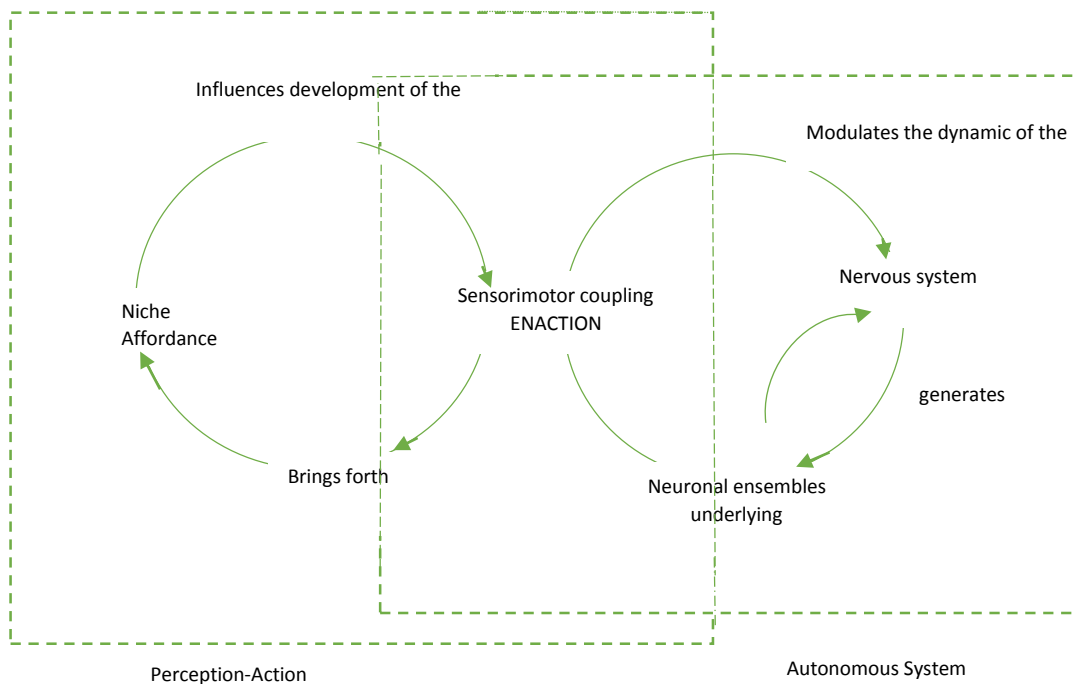 Influences development of the
Modulates the dynamic of the
Nervous system
Sensorimotor coupling
ENACTION
Niche
Affordance
generates
Brings forth
Neuronal ensembles
underlying
Perception-Action
Autonomous System